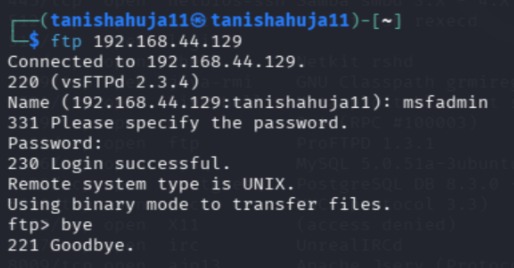 ┌──(tanishahuja11㉿tanishahuja11)-[~]
└─$ ftp 192.168.44.129
Connected to 192.168.44.129.
220 (vsFTPd 2.3.4)
Name (192.168.44.129:tanishahuja11): msfadmin
331 Please specify the password.
Password:
230 Login successful.
Remote system type is UNIX.
Using binary mode to transfer files.
ftp> bye
221 Goodbye.